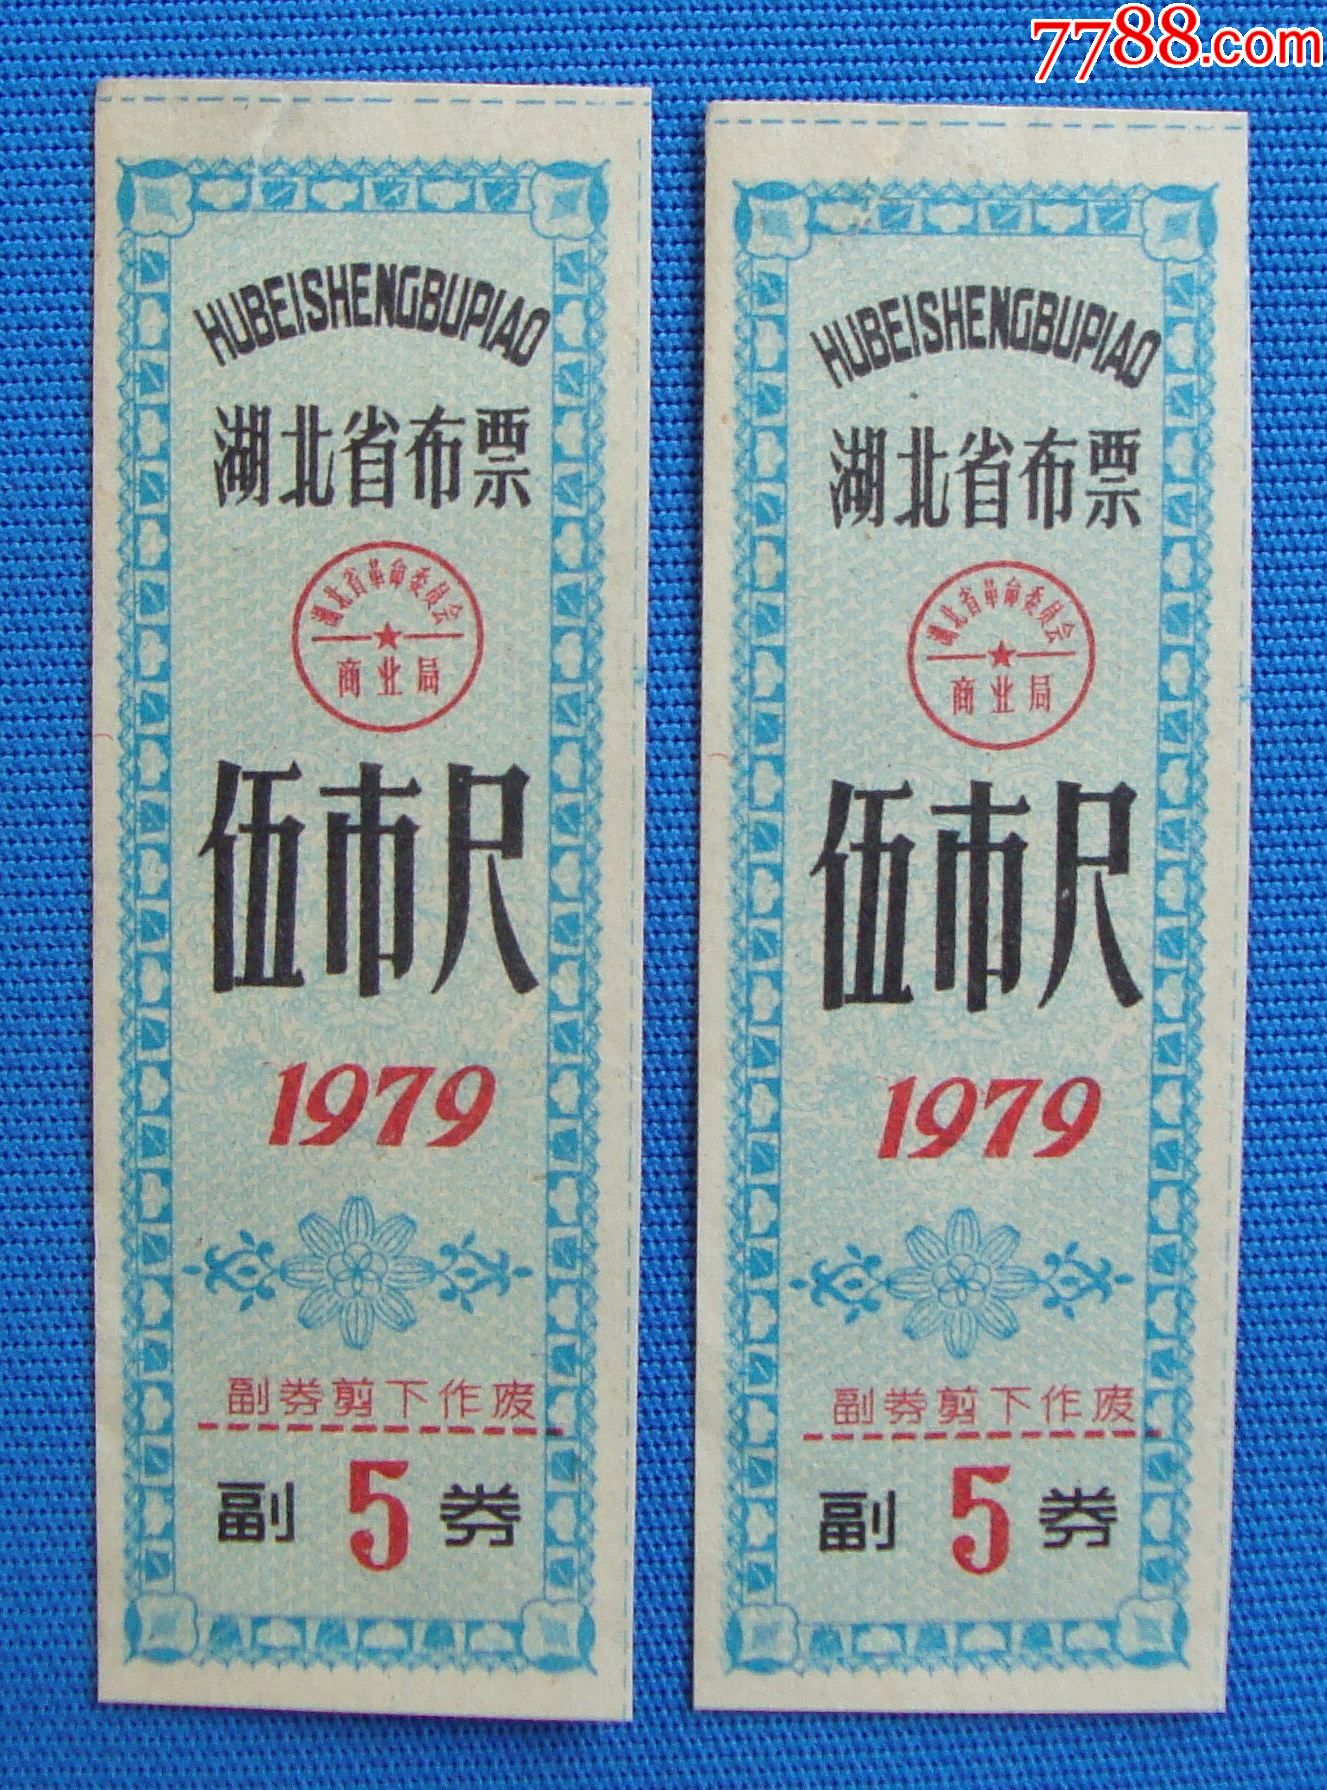 7788.com
HUBEISHENGBUPIAO
湖北省布票
湖北省革命委员会
商业局
伍市尺
1979
副券剪下作废
副 5 券
HUBEISHENGBUPIAO
湖北省布票
湖北省革命委员会
商业局
伍市尺
1979
副券剪下作废
副 5 券